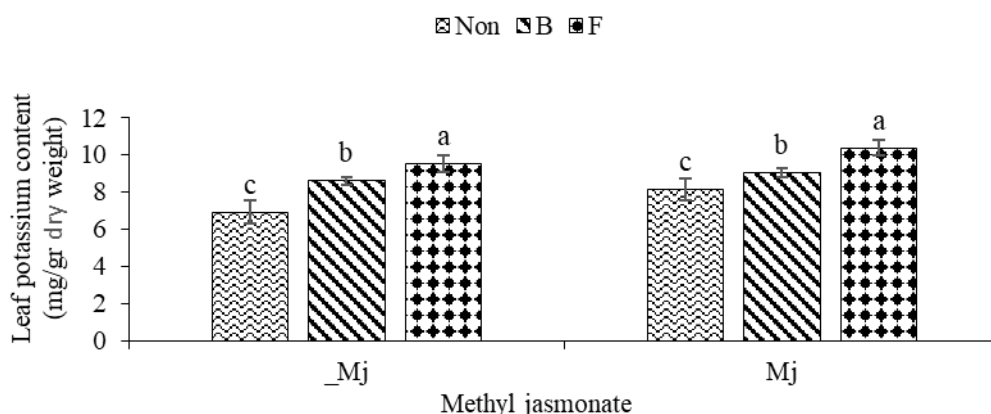 Non B F
Leaf potassium content
(mg/gr dry weight)
12
10
8
6
4
2
0
c
b
a
c
b
a
_Mj
Mj
Methyl jasmonate